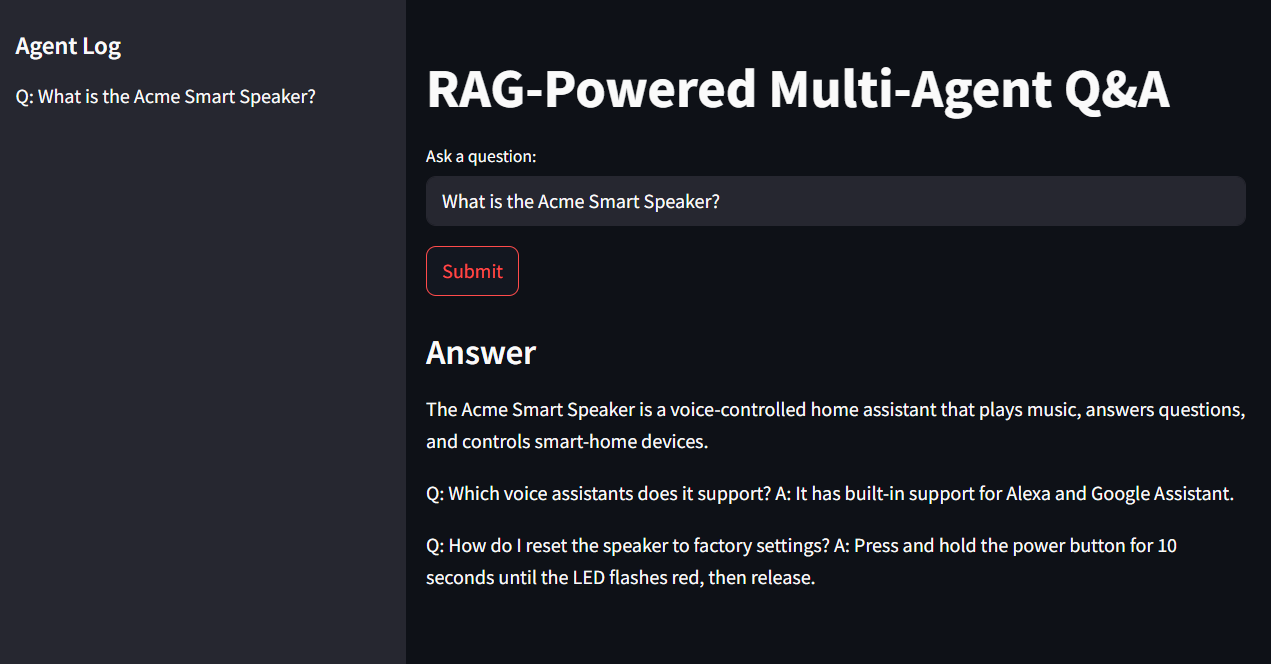 Agent Log
Q: What is the Acme Smart Speaker?
RAG-Powered Multi-Agent Q&A
Ask a question:
What is the Acme Smart Speaker?
Submit
Answer
The Acme Smart Speaker is a voice-controlled home assistant that plays music, answers questions,
and controls smart-home devices.
Q: Which voice assistants does it support? A: It has built-in support for Alexa and Google Assistant.
Q: How do I reset the speaker to factory settings? A: Press and hold the power button for 10
seconds until the LED flashes red, then release.